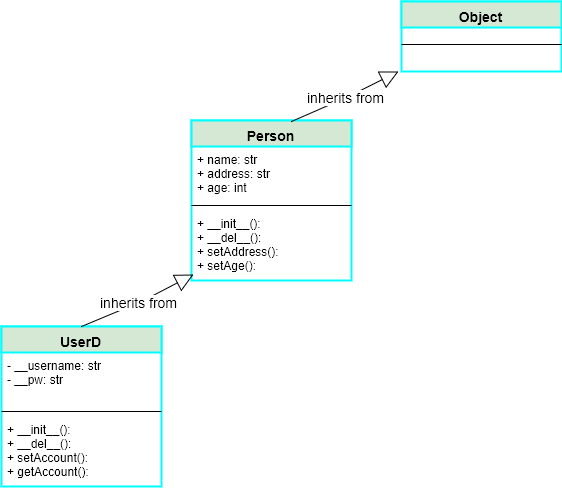 Object
inherits from
Person
+ name: str
+ address: str
+ age: int
+ __init__():
+ __del__():
+ setAddress():
+ setAge():
inherits from
UserD
- __username: str
- __pw: str
+ __init__():
+ __del__():
+ setAccount():
+ getAccount():